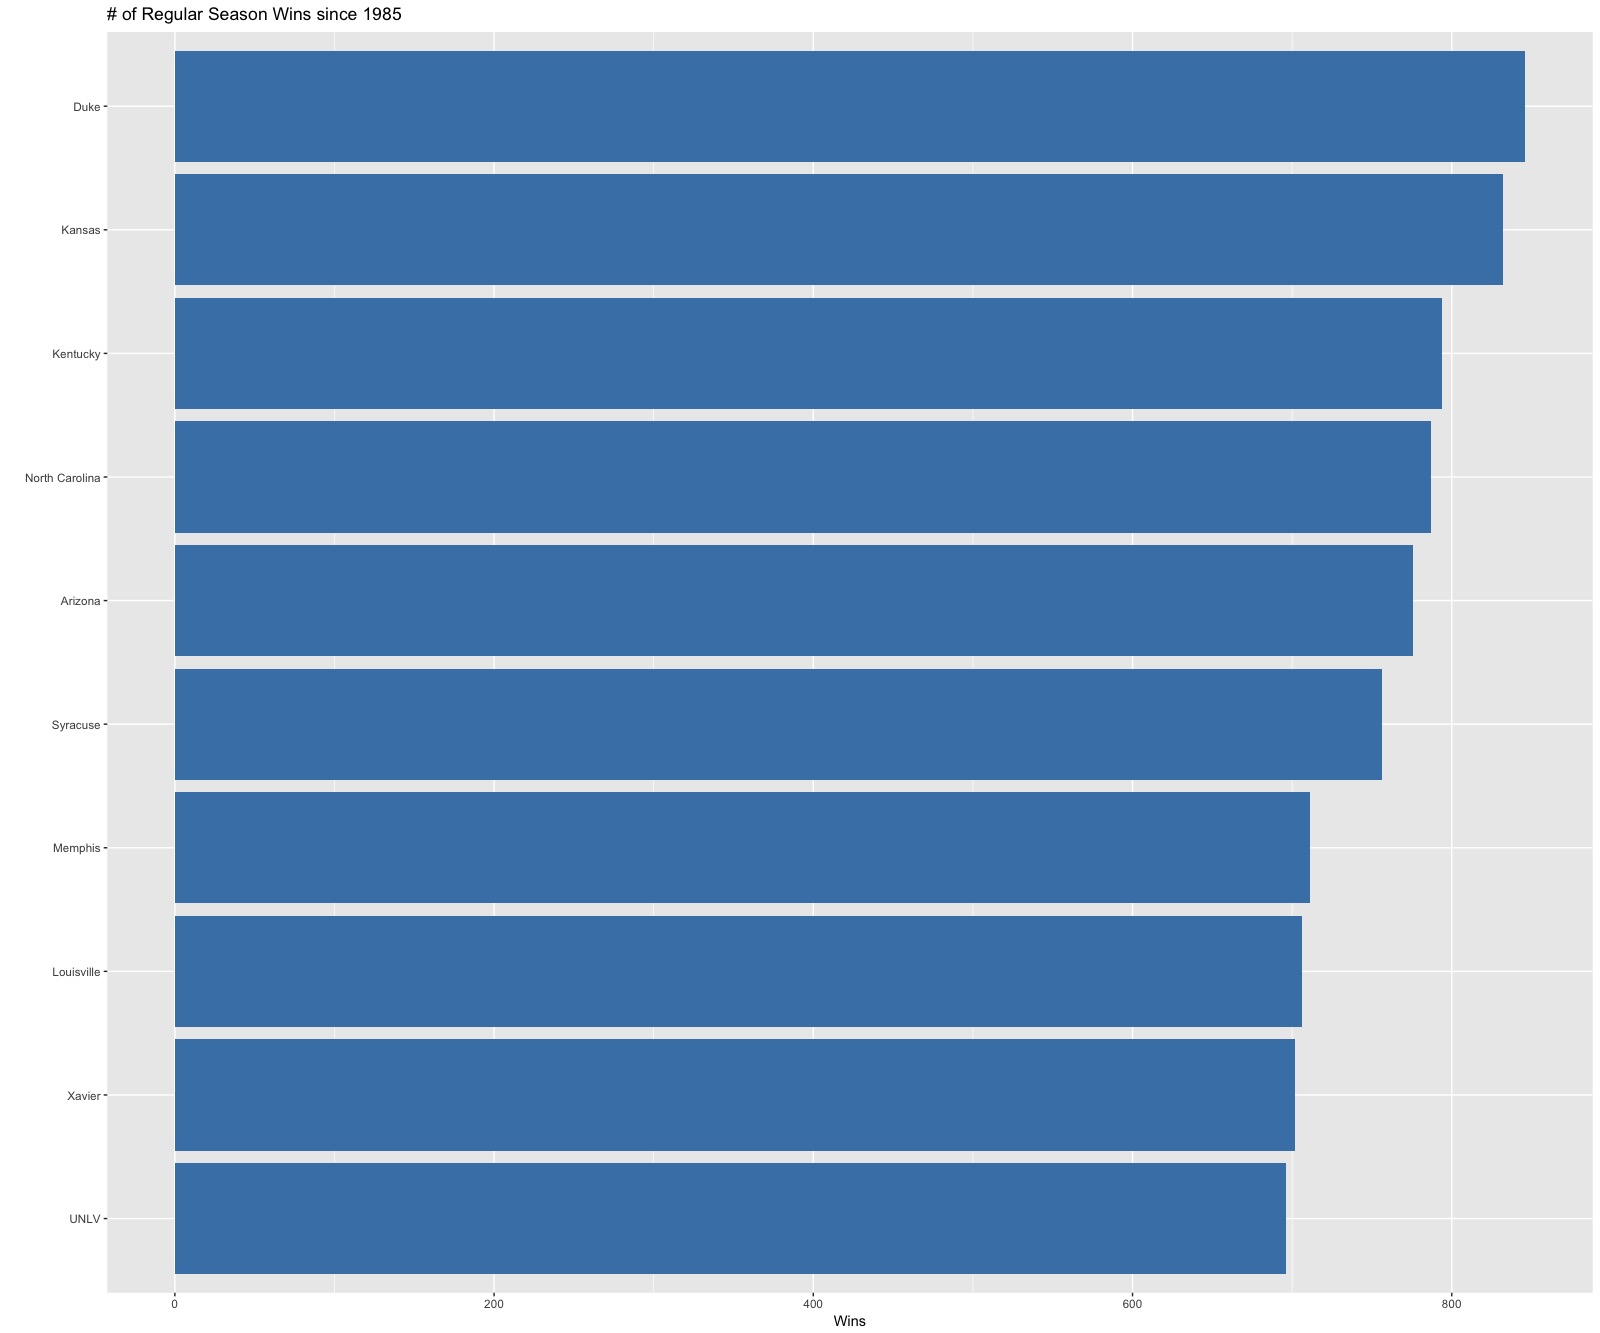 # of Regular Season Wins since 1985
Duke
Kansas
Kentucky
North Carolina
Arizona
Syracuse
Memphis
Louisville
Xavier
UNLV
0 200 400 600 800
Wins